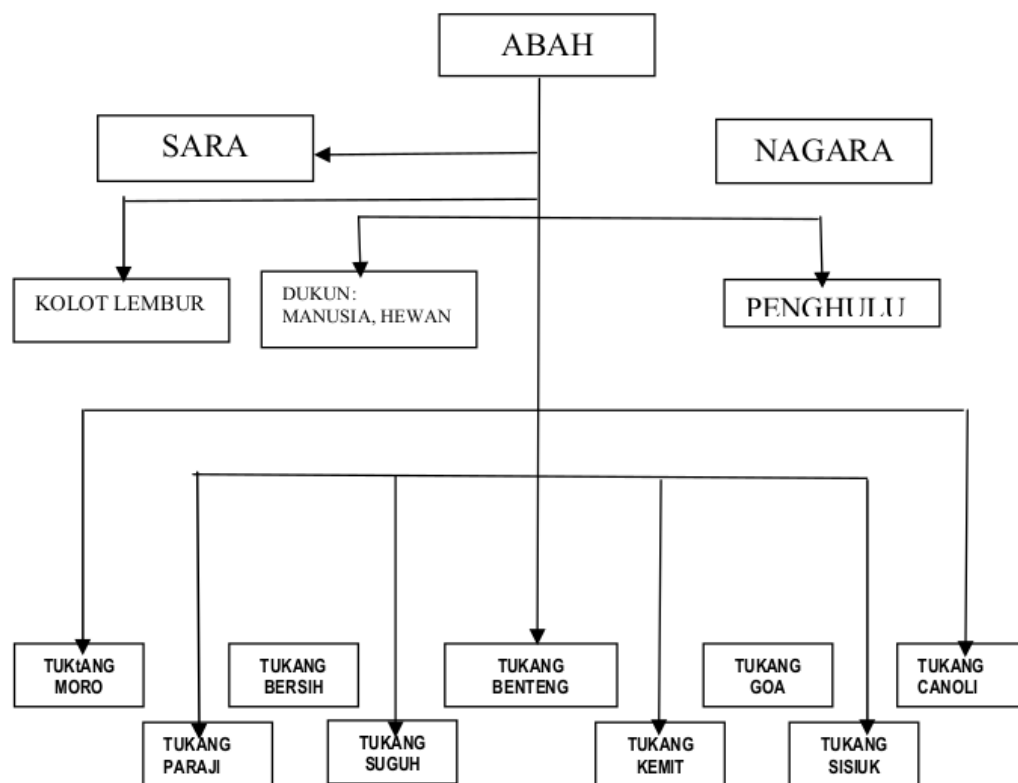 ABAH
SARA
NAGARA
KOLOT LEMBUR
DUKUN:
MANUSIA, HEWAN
PENGHULU
TUKtANG
MORO
TUKANG
BERSIH
TUKANG
BENTENG
TUKANG
GOA
TUKANG
CANOLI
TUKANG
PARAJI
TUKANG
SUGUH
TUKANG
KEMIT
TUKANG
SISIUK